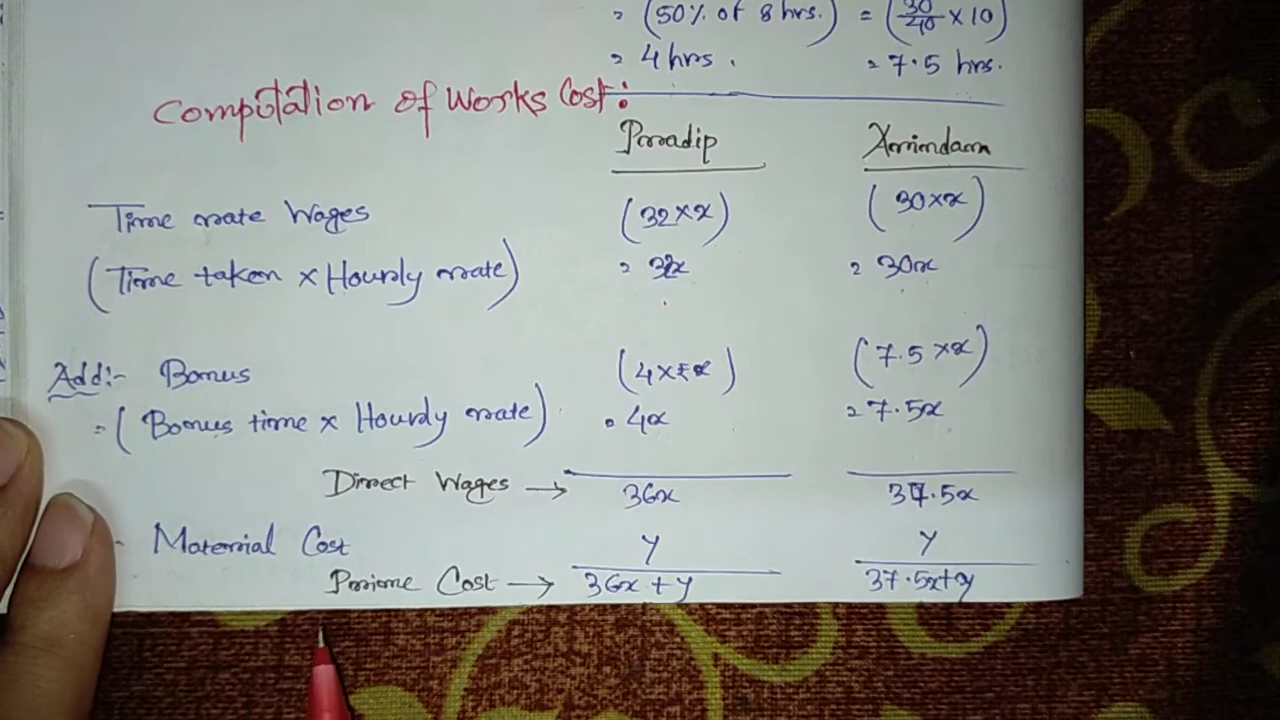 = (50% of 8 hrs.) = (30/40 × 10)
= 4 hrs. = 7.5 hrs.
Computation of Works Cost:
Pradip Arindam
Time rate Wages (32×x) (30×x)
(Time taken × Hourly rate) = 32x = 30x
Add:- Bonus (4×x) (7.5×x)
= (Bonus time × Hourly rate) = 4x = 7.5x
Direct Wages → 36x 37.5x
Material Cost y y
Prime Cost → 36x + y 37.5x+y